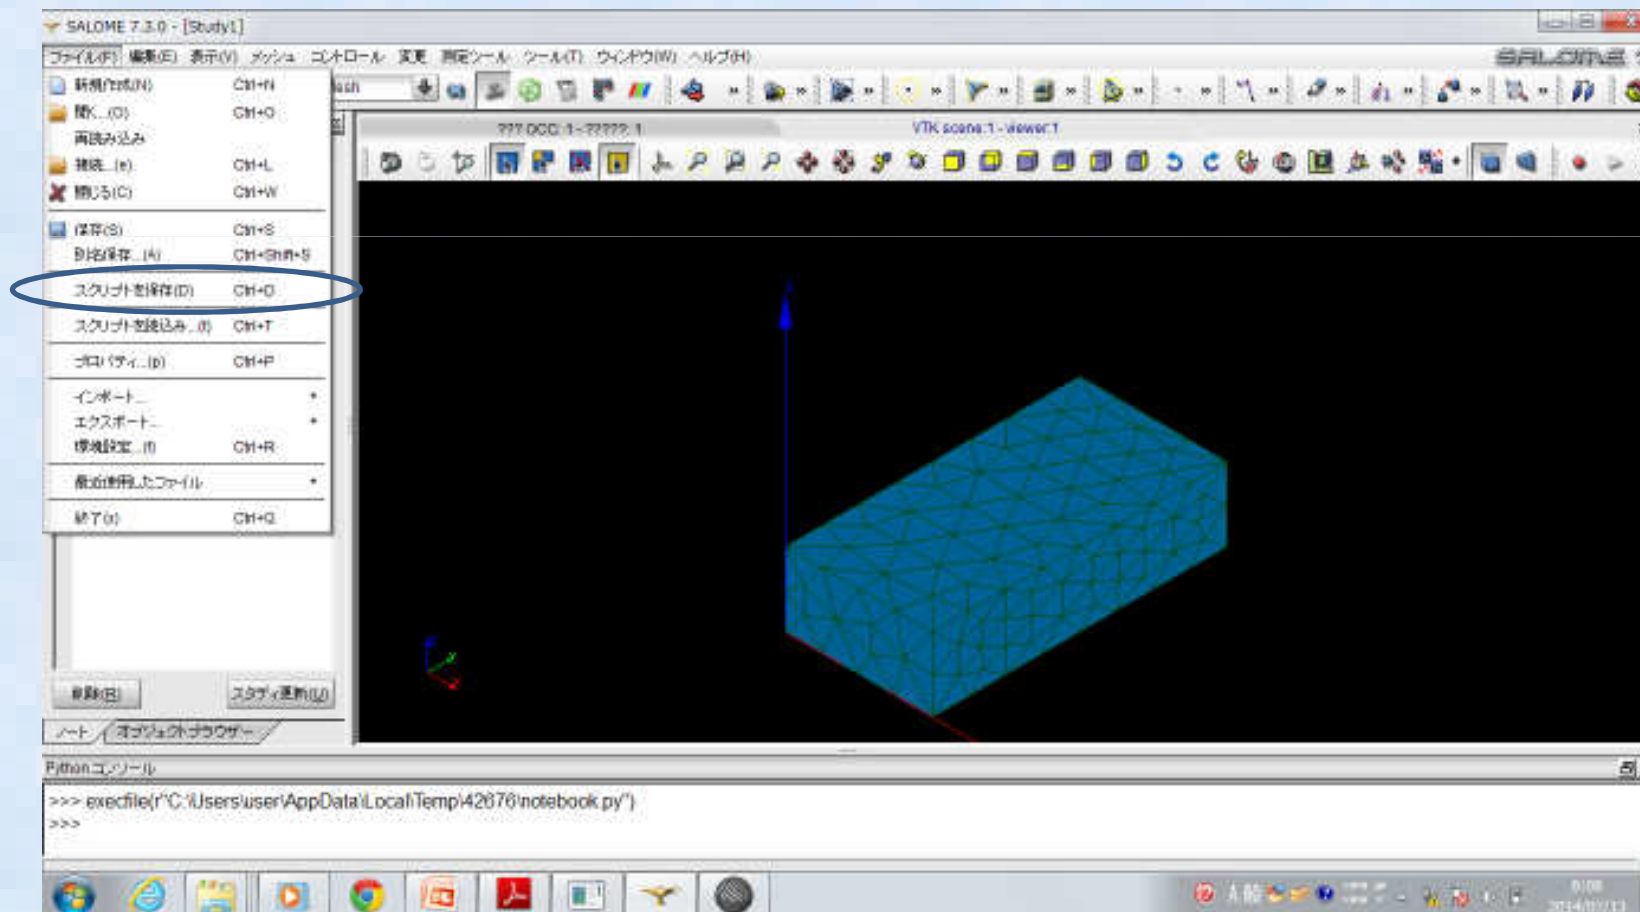 SALOME 7.3.0 - [Study1]
ファイル(F) 編集(E) 表示(V) メッシュ コントロール 変更 測定ツール ツール(T) ウィンドウ(W) ヘルプ(H)
SALOME
新規作成(N) Ctrl+N
開く...(O) Ctrl+O
再読み込み
接続...(e) Ctrl+L
閉じる(C) Ctrl+W
保存(S) Ctrl+S
別名保存...(A) Ctrl+Shift+S
スクリプトを保存(D) Ctrl+D
スクリプトを読込み...(t) Ctrl+T
プロパティ...(p) Ctrl+P
インポート...
エクスポート...
環境設定...(f) Ctrl+R
最近使用したファイル
終了(x) Ctrl+Q
??? OCC: 1 - ?????: 1
VTK scene:1 - viewer:1
削除(R) スタディ更新(U)
ノート オブジェクトブラウザー
Python コンソール
>>> execfile(r"C:\Users\user\AppData\Local\Temp\42676\notebook.py")
>>>